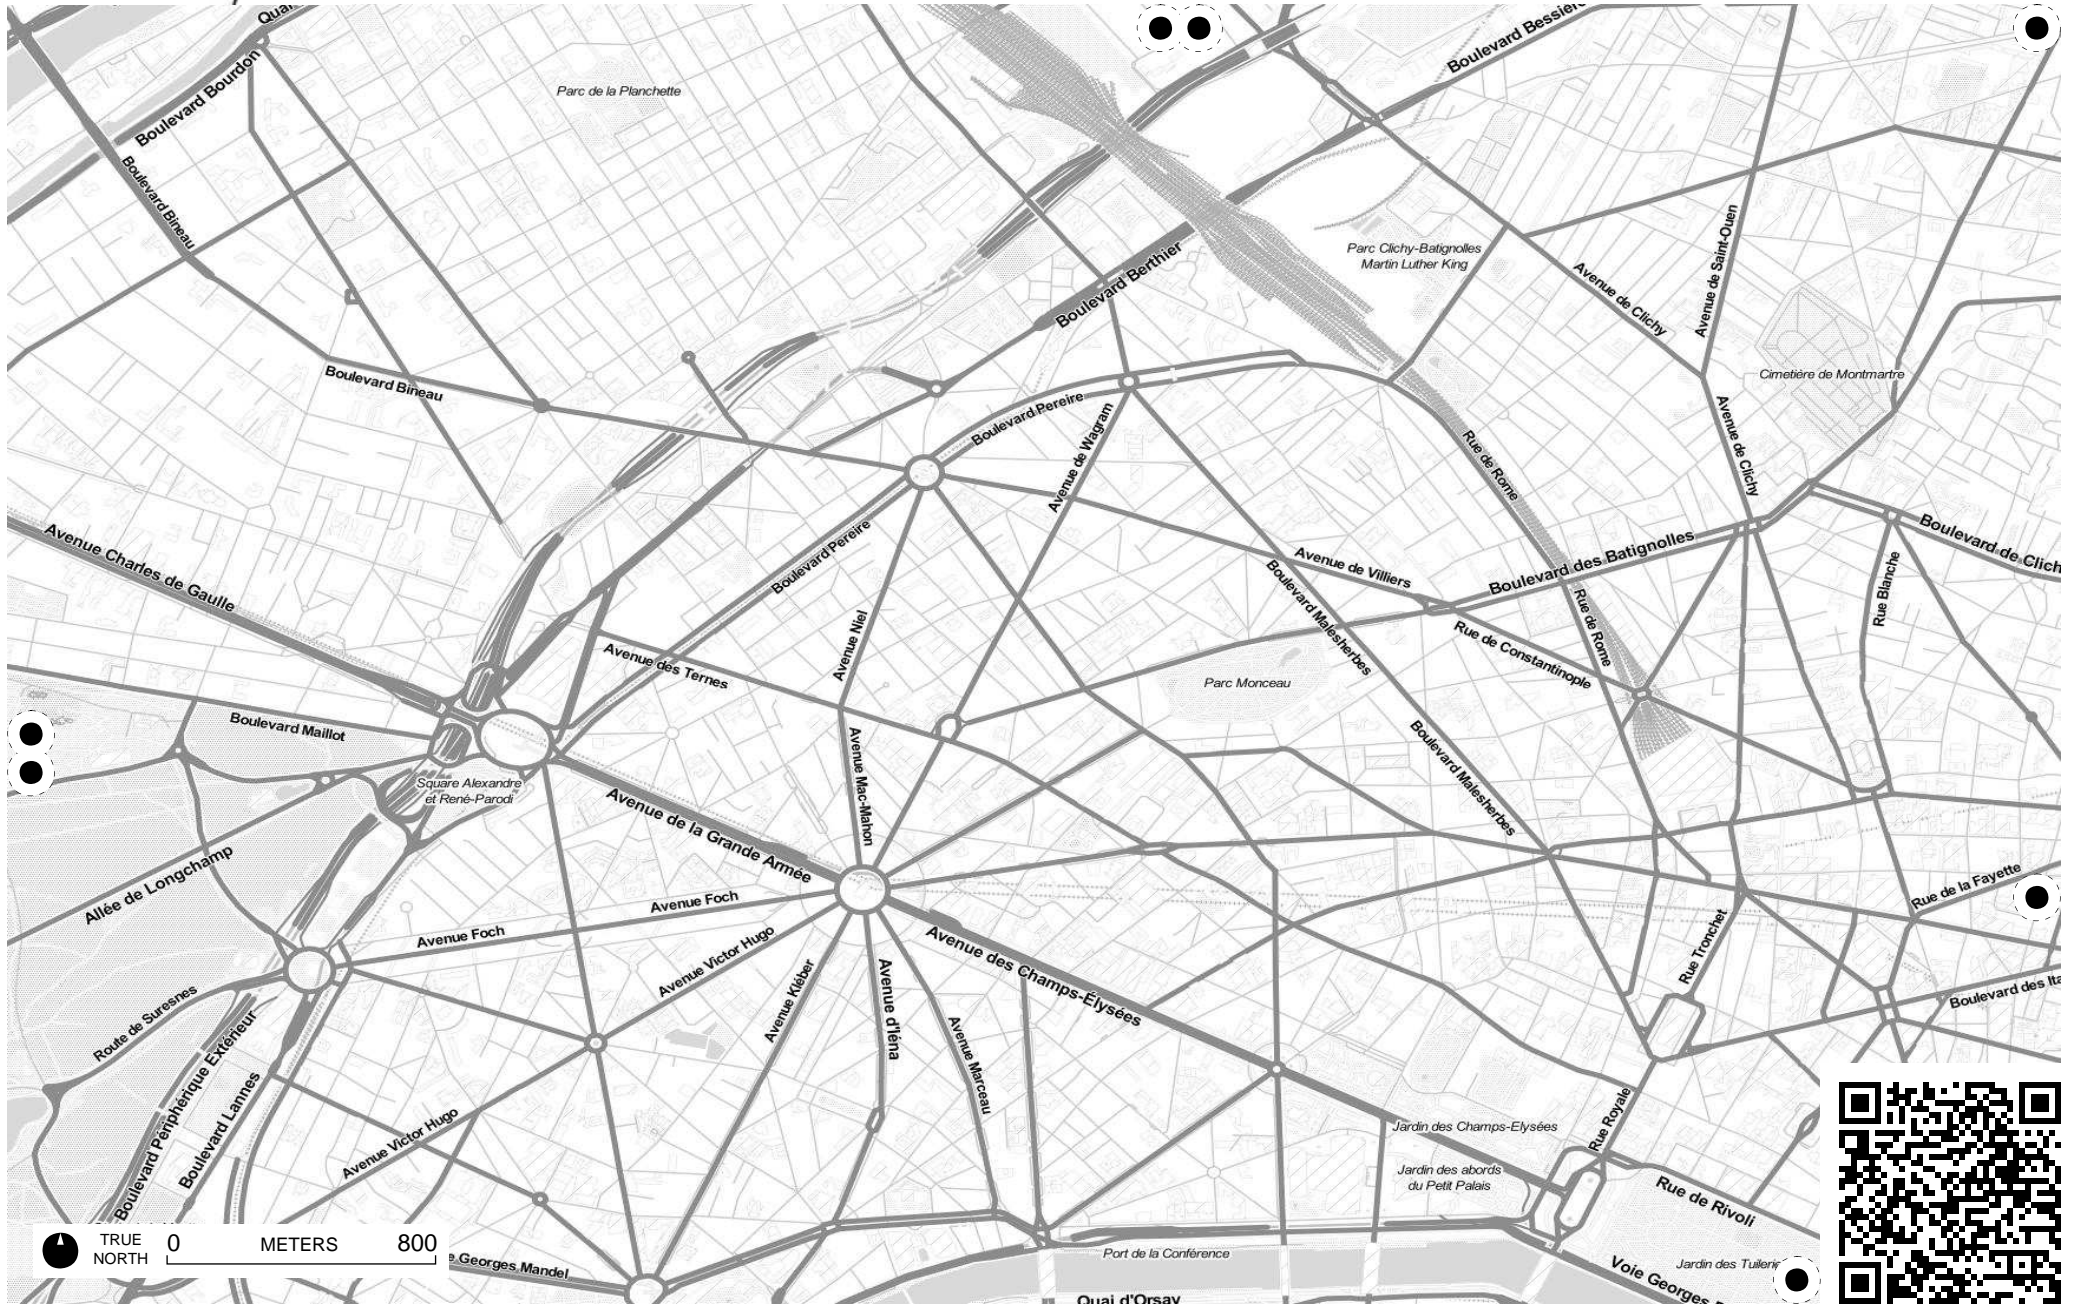 Quai
Boulevard Bessières
Boulevard Bourdon
Parc de la Planchette
Boulevard Bineau
Avenue de Saint-Ouen
Parc Clichy-Batignolles
Martin Luther King
Boulevard Berthier
Avenue de Clichy
Boulevard Bineau
Cimetière de Montmartre
Boulevard Pereire
Avenue de Wagram
Avenue de Clichy
Rue de Rome
Avenue Charles de Gaulle
Boulevard Pereire
Avenue de Villiers
Boulevard des Batignolles
Boulevard de Clich
Rue Blanche
Boulevard Malesherbes
Rue de Rome
Avenue Niel
Avenue des Ternes
Rue de Constantinople
Parc Monceau
Boulevard Maillot
Avenue Mac-Mahon
Boulevard Malesherbes
Square Alexandre
et René-Parodi
Avenue de la Grande Armée
Allée de Longchamp
Avenue Foch
Avenue Foch
Rue de la Fayette
Avenue Victor Hugo
Avenue des Champs-Élysées
Rue Tronchet
Avenue Kléber
Avenue d'Iéna
Boulevard des Ita
Route de Suresnes
Avenue Marceau
Boulevard Périphérique Extérieur
Boulevard Lannes
Avenue Victor Hugo
Jardin des Champs-Elysées
Rue Royale
Jardin des abords
du Petit Palais
Rue de Rivoli
TRUE
NORTH
0 METERS 800
e Georges Mandel
Port de la Conférence
Jardin des Tuilerie
Voie Georges
Quai d'Orsay